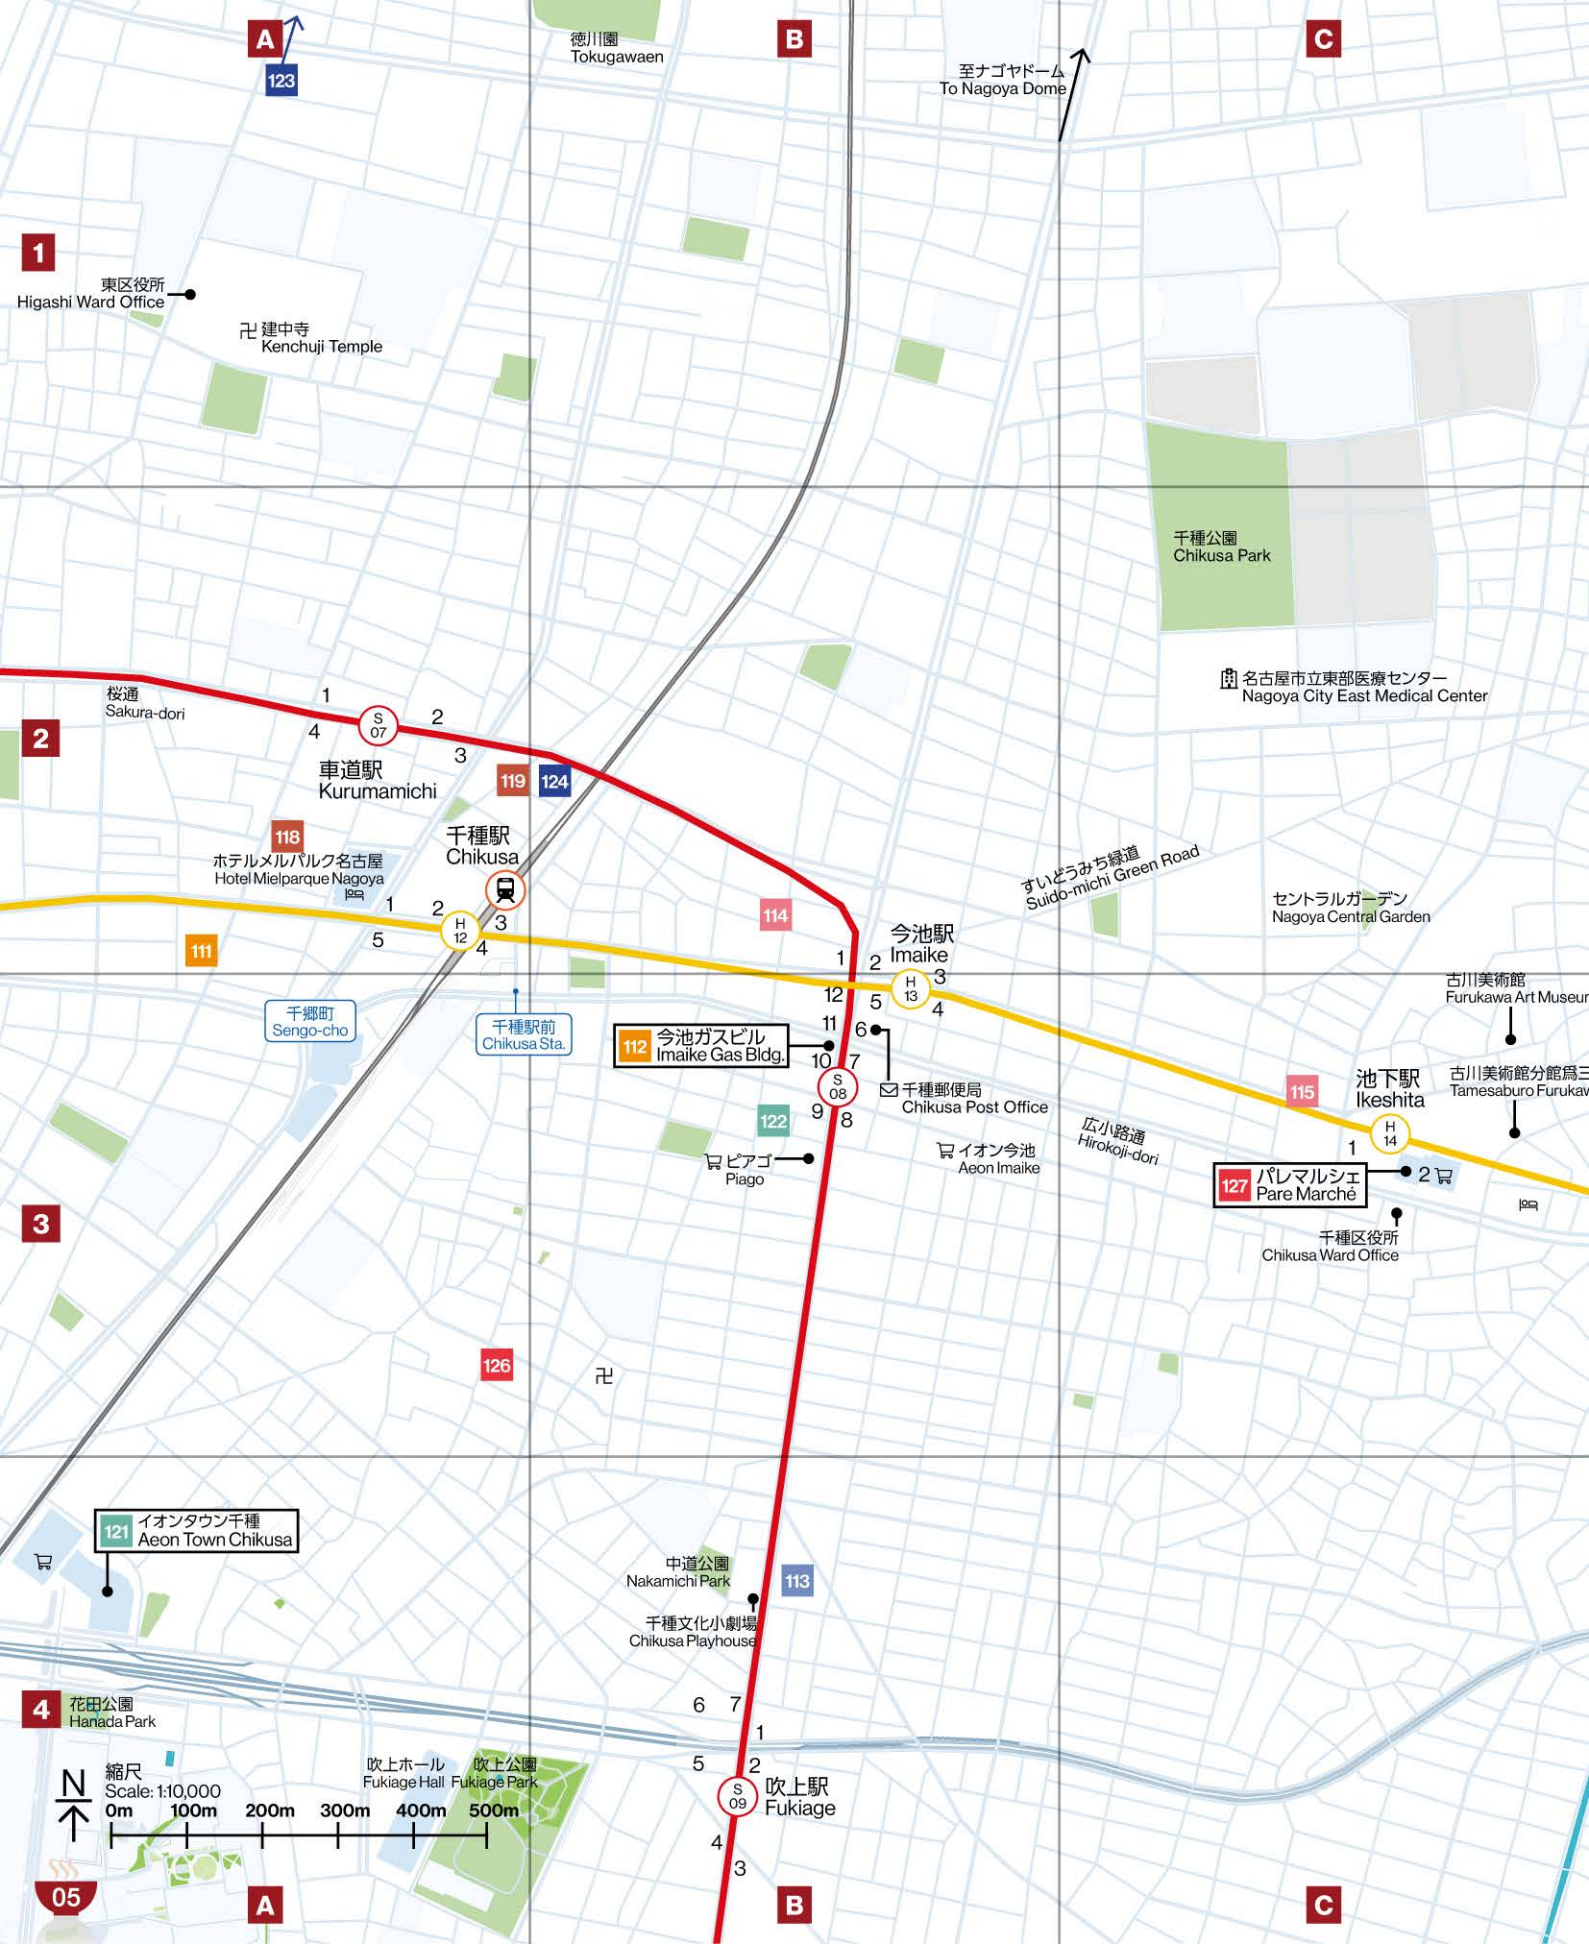 A
B
C
123
徳川園
Tokugawaen
至ナゴヤドーム
To Nagoya Dome
1
東区役所
Higashi Ward Office
卍 建中寺
Kenchuji Temple
千種公園
Chikusa Park
名古屋市立東部医療センター
Nagoya City East Medical Center
2
桜通
Sakura-dori
1
4
S
07
2
3
車道駅
Kurumamichi
119
124
118
ホテルメルパルク名古屋
Hotel Mielparque Nagoya
千種駅
Chikusa
1
5
2
H
12
3
4
111
114
すいどうみち緑道
Suido-michi Green Road
セントラルガーデン
Nagoya Central Garden
今池駅
Imaike
1
2
3
H
13
12
5
4
千郷町
Sengo-cho
千種駅前
Chikusa Sta.
112
今池ガスビル
Imaike Gas Bldg.
11
6
10
7
S
08
9
8
千種郵便局
Chikusa Post Office
122
ピアゴ
Piago
イオン今池
Aeon Imaike
広小路通
Hirokoji-dori
古川美術館
Furukawa Art Museur
古川美術館分館爲三
Tamesaburo Furukaw
115
池下駅
Ikeshita
H
14
1
127
パレマルシェ
Pare Marché
2
千種区役所
Chikusa Ward Office
3
126
卍
121
イオンタウン千種
Aeon Town Chikusa
中道公園
Nakamichi Park
113
千種文化小劇場
Chikusa Playhouse
4
花田公園
Hanada Park
6
7
1
5
2
S
09
吹上駅
Fukiage
4
3
吹上ホール
Fukiage Hall
吹上公園
Fukiage Park
N
縮尺
Scale: 1:10,000
0m 100m 200m 300m 400m 500m
05
A
B
C